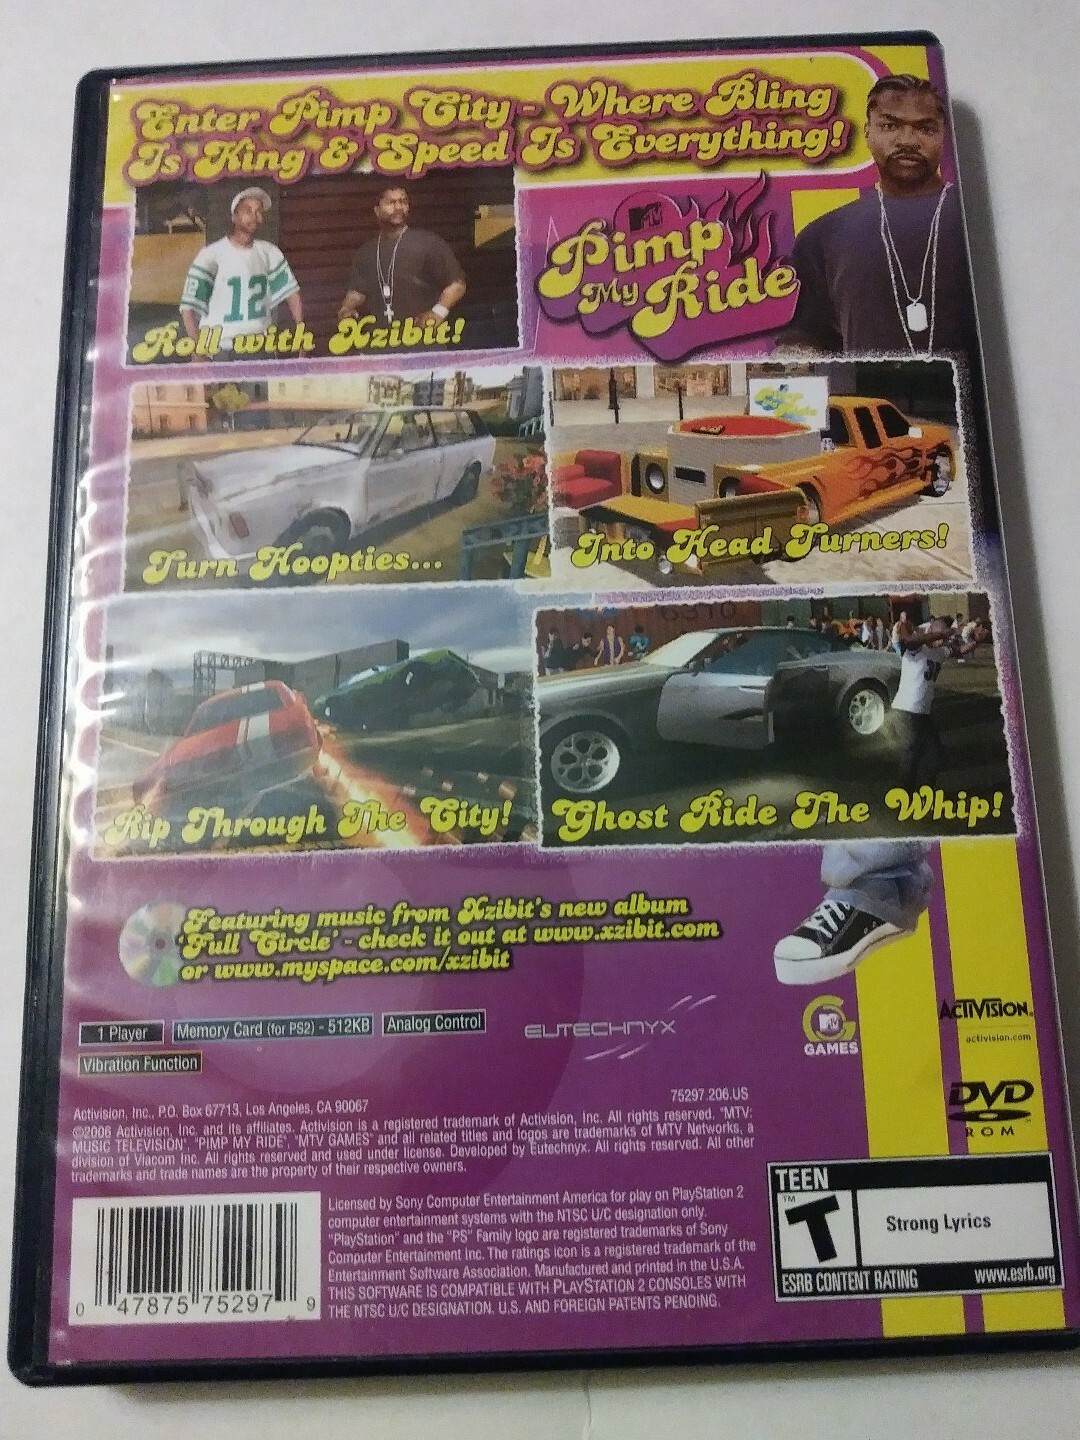 Enter Pimp City - Where Bling
Is King & Speed Is Everything!
MTV
Pimp
My Ride
12
Roll with Xzibit!
Turn Hoopties...
Into Head Turners!
Rip Through The City!
Ghost Ride The Whip!
Featuring music from Xzibit's new album
'Full Circle' - check it out at www.xzibit.com
or www.myspace.com/xzibit
1 Player
Memory Card (for PS2) - 512KB
Analog Control
Vibration Function
EUTECHNYX
MTV
GAMES
ACTIVISION
activision.com
DVD
ROM
75297.206.US
Activision, Inc., P.O. Box 67713, Los Angeles, CA 90067
©2006 Activision, Inc. and its affiliates. Activision is a registered trademark of Activision, Inc. All rights reserved. "MTV:
MUSIC TELEVISION", "PIMP MY RIDE", "MTV GAMES" and all related titles and logos are trademarks of MTV Networks, a
division of Viacom Inc. All rights reserved and used under license. Developed by Eutechnyx. All rights reserved. All other
trademarks and trade names are the property of their respective owners.
Licensed by Sony Computer Entertainment America for play on PlayStation 2
computer entertainment systems with the NTSC U/C designation only.
"PlayStation" and the "PS" Family logo are registered trademarks of Sony
Computer Entertainment Inc. The ratings icon is a registered trademark of the
Entertainment Software Association. Manufactured and printed in the U.S.A.
THIS SOFTWARE IS COMPATIBLE WITH PLAYSTATION 2 CONSOLES WITH
THE NTSC U/C DESIGNATION. U.S. AND FOREIGN PATENTS PENDING.
0 47875 75297 9
TEEN
T
Strong Lyrics
ESRB CONTENT RATING www.esrb.org